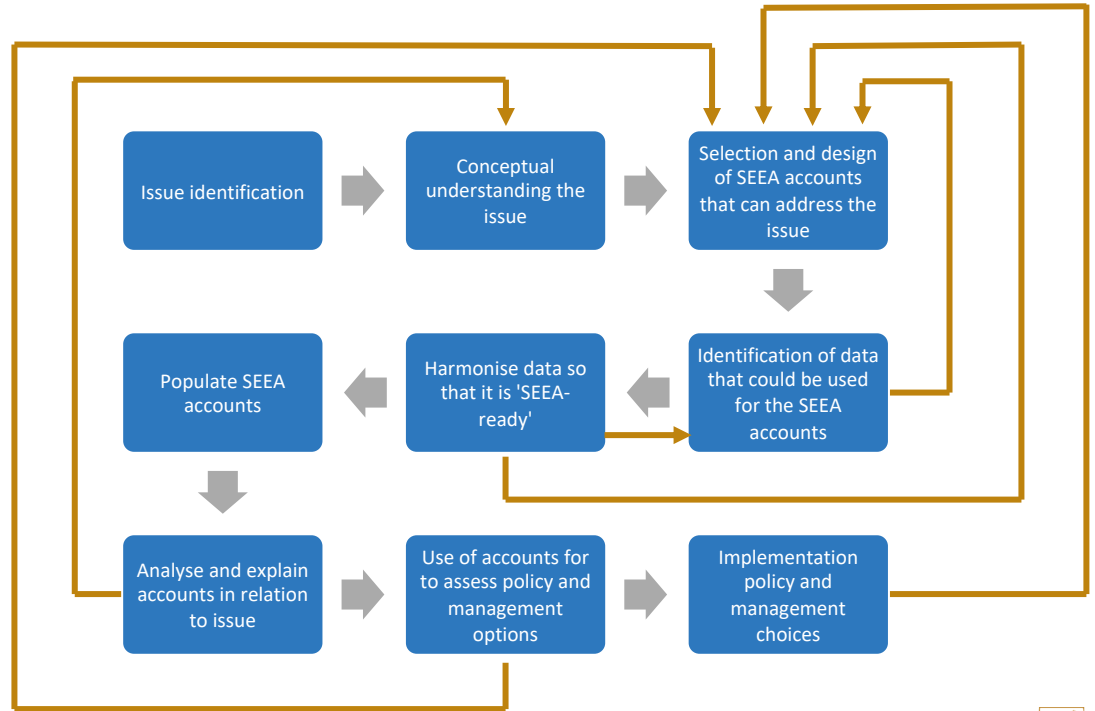 Issue identification
Conceptual
understanding the
issue
Selection and design
of SEEA accounts
that can address the
issue
Populate SEEA
accounts
Harmonise data so
that it is 'SEEA-
ready'
Identification of data
that could be used
for the SEEA
accounts
Analyse and explain
accounts in relation
to issue
Use of accounts for
to assess policy and
management
options
Implementation
policy and
management
choices